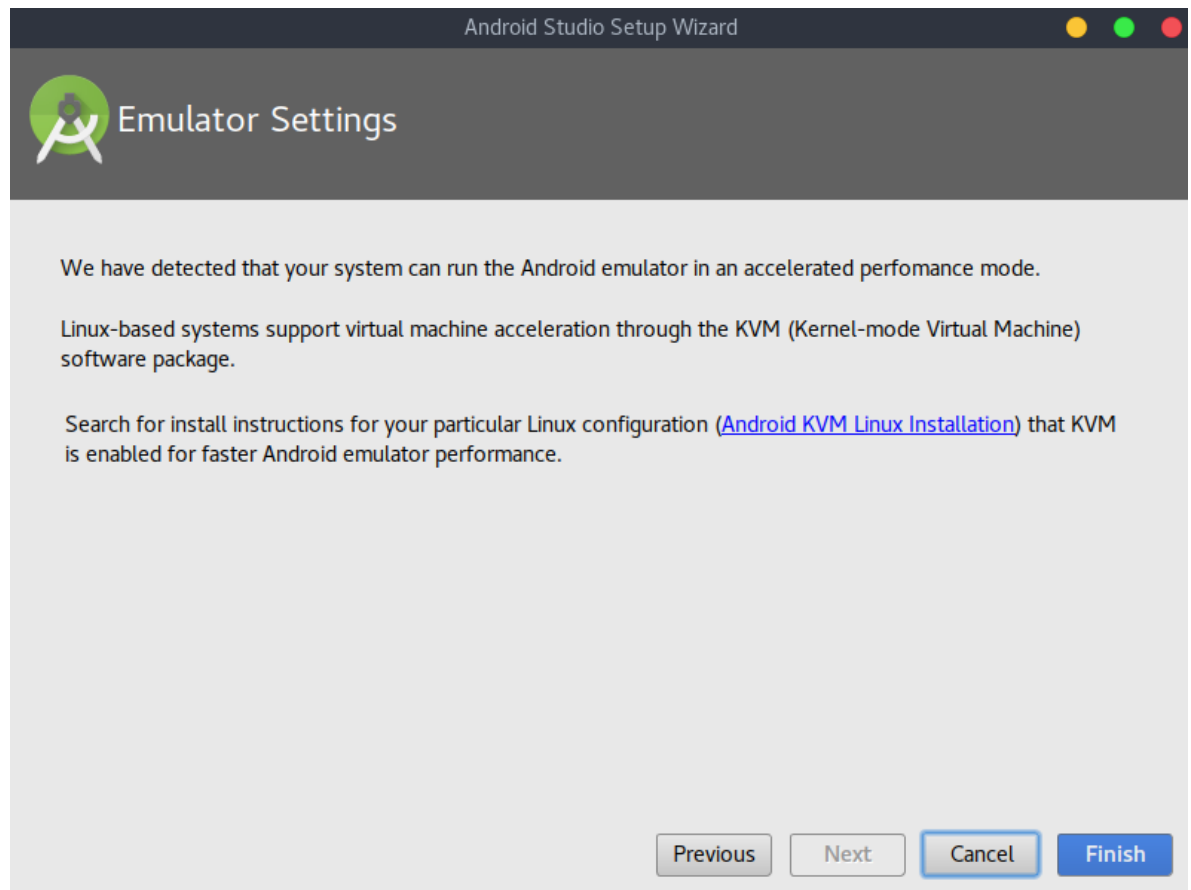 Android Studio Setup Wizard
Emulator Settings
We have detected that your system can run the Android emulator in an accelerated perfomance mode.
Linux-based systems support virtual machine acceleration through the KVM (Kernel-mode Virtual Machine)
software package.
Search for install instructions for your particular Linux configuration (Android KVM Linux Installation) that KVM
is enabled for faster Android emulator performance.
Previous Next Cancel Finish